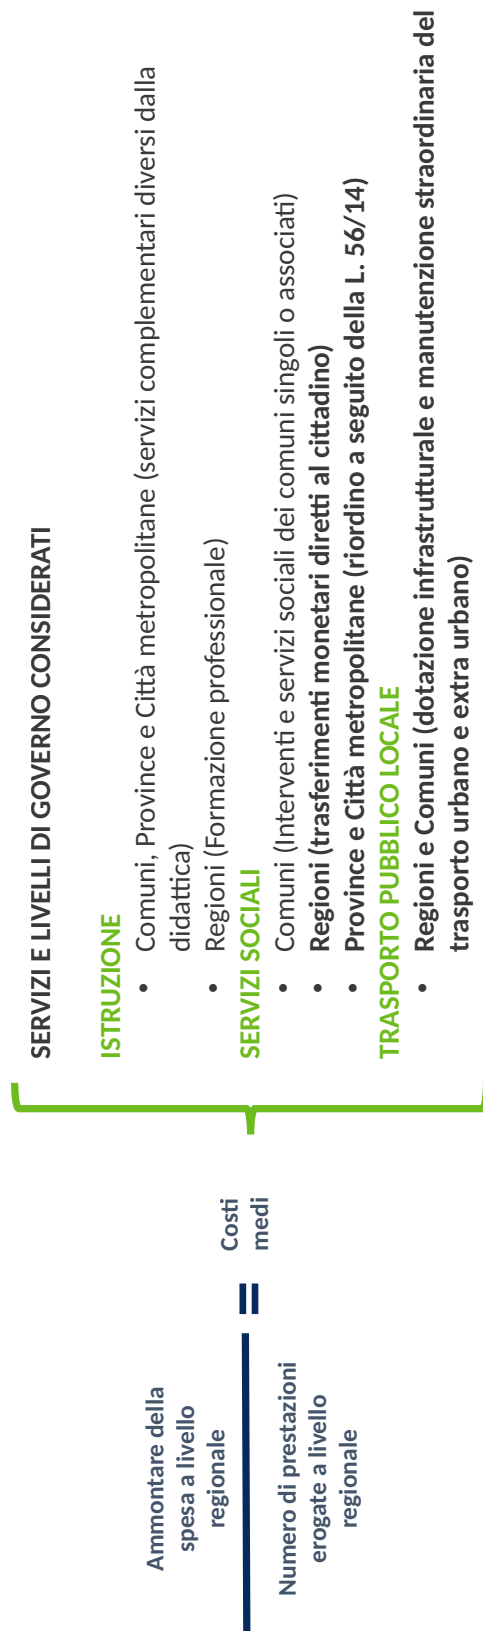 Ammontare della
spesa a livello
regionale
Numero di prestazioni
erogate a livello
regionale
=
Costi
medi
SERVIZI E LIVELLI DI GOVERNO CONSIDERATI
ISTRUZIONE
• Comuni, Province e Città metropolitane (servizi complementari diversi dalla
didattica)
• Regioni (Formazione professionale)
SERVIZI SOCIALI
• Comuni (Interventi e servizi sociali dei comuni singoli o associati)
• Regioni (trasferimenti monetari diretti al cittadino)
• Province e Città metropolitane (riordino a seguito della L. 56/14)
TRASPORTO PUBBLICO LOCALE
• Regioni e Comuni (dotazione infrastrutturale e manutenzione straordinaria del
trasporto urbano e extra urbano)